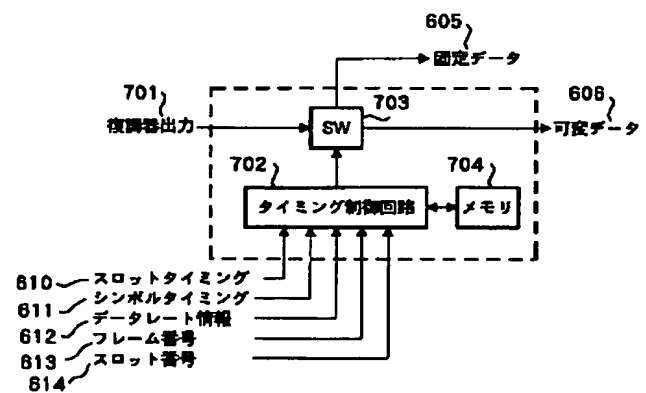 605
固定データ
701
復調器出力
703
SW
606
可変データ
702
タイミング制御回路
704
メモリ
610 スロットタイミング
611 シンボルタイミング
612 データレート情報
613 フレーム番号
614 スロット番号